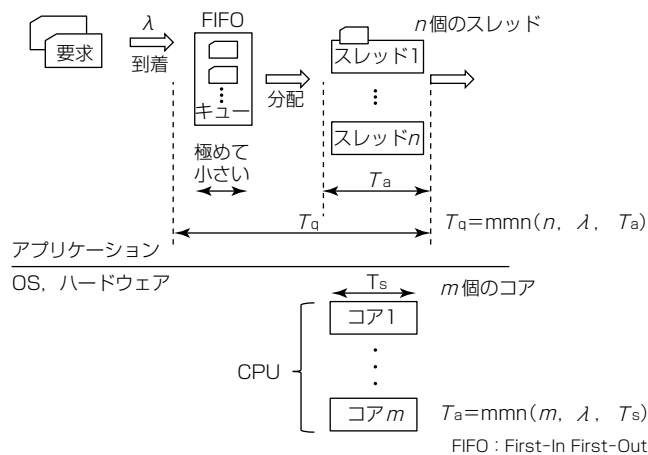 要求
λ
到着
FIFO
キュー
分配
n個のスレッド
スレッド1
スレッドn
極めて
小さい
Ta
Tq
Tq=mmn(n, λ, Ta)
アプリケーション
OS，ハードウェア
Ts
m個のコア
コア1
CPU
コアm
Ta=mmn(m, λ, Ts)
FIFO：First-In First-Out